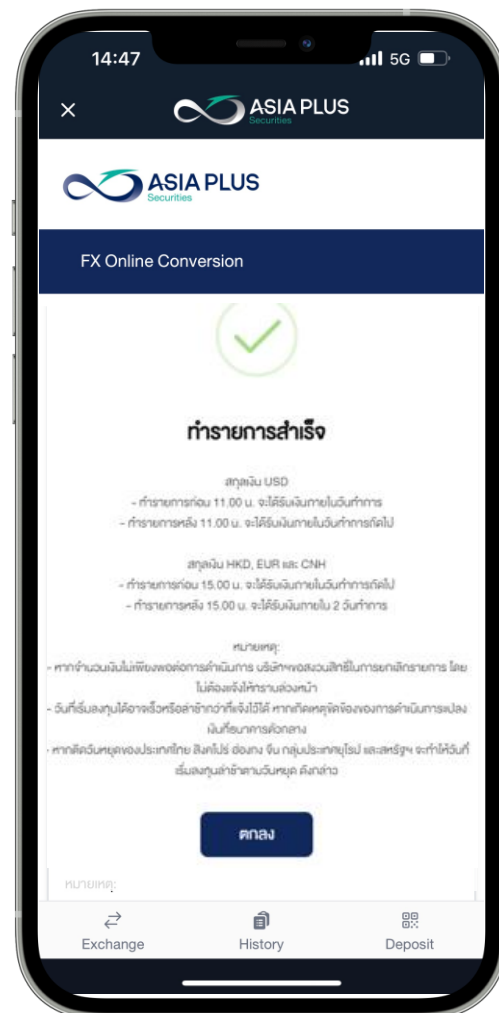 14:47
5G
ASIA PLUS
Securities
ASIA PLUS
Securities
FX Online Conversion
ทำรายการสำเร็จ
สกุลเงิน USD
- ทำรายการก่อน 11.00 น. จะได้รับเงินภายในวันทำการ
- ทำรายการหลัง 11.00 น. จะได้รับเงินภายในวันทำการถัดไป
สกุลเงิน HKD, EUR และ CNH
- ทำรายการก่อน 15.00 น. จะได้รับเงินภายในวันทำการถัดไป
- ทำรายการหลัง 15.00 น. จะได้รับเงินภายใน 2 วันทำการ
หมายเหตุ:
- หากจำนวนเงินไม่เพียงพอต่อการดำเนินการ บริษัทฯขอสงวนสิทธิ์ในการยกเลิกรายการ โดย
ไม่ต้องแจ้งให้ทราบล่วงหน้า
- วันที่เริ่มลงทุนได้อาจเร็วหรือล่าช้ากว่าที่แจ้งไว้ได้ หากเกิดเหตุขัดข้องของการดำเนินการแปลง
เงินที่ธนาคารตัวกลาง
- หากติดวันหยุดของประเทศไทย สิงคโปร์ ฮ่องกง จีน กลุ่มประเทศยุโรป และสหรัฐฯ จะทำให้วันที่
เริ่มลงทุนล่าช้าตามวันหยุด ดังกล่าว
ตกลง
หมายเหตุ:
Exchange
History
Deposit